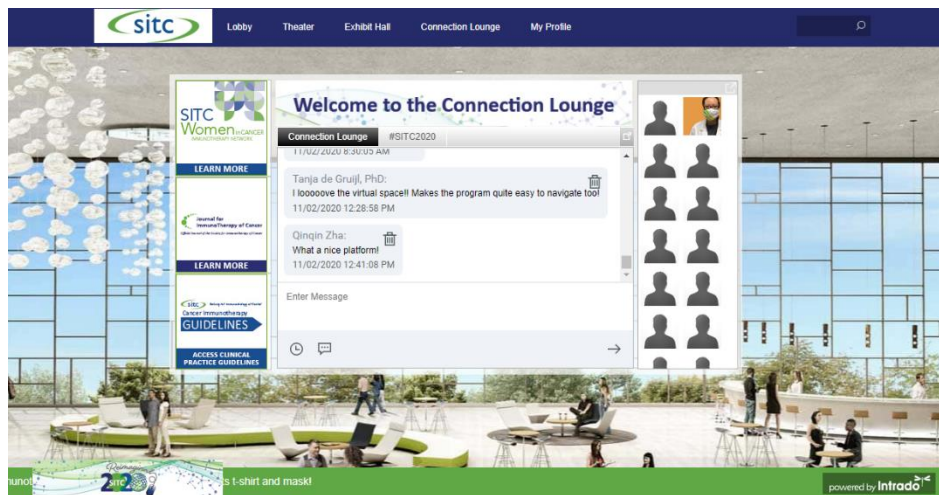 sitc
Lobby
Theater
Exhibit Hall
Connection Lounge
My Profile
SITC
Women IN CANCER
IMMUNOTHERAPY NETWORK
LEARN MORE
Journal for
ImmunoTherapy of Cancer
LEARN MORE
sitc
Cancer Immunotherapy
GUIDELINES
ACCESS CLINICAL
PRACTICE GUIDELINES
Welcome to the Connection Lounge
Connection Lounge
#SITC2020
11/02/2020 8:30:05 AM
Tanja de Gruijl, PhD:
I looooove the virtual space!! Makes the program quite easy to navigate too!
11/02/2020 12:28:58 PM
Qinqin Zha:
What a nice platform!
11/02/2020 12:41:08 PM
Enter Message
SITC
ts t-shirt and mask!
powered by Intrado